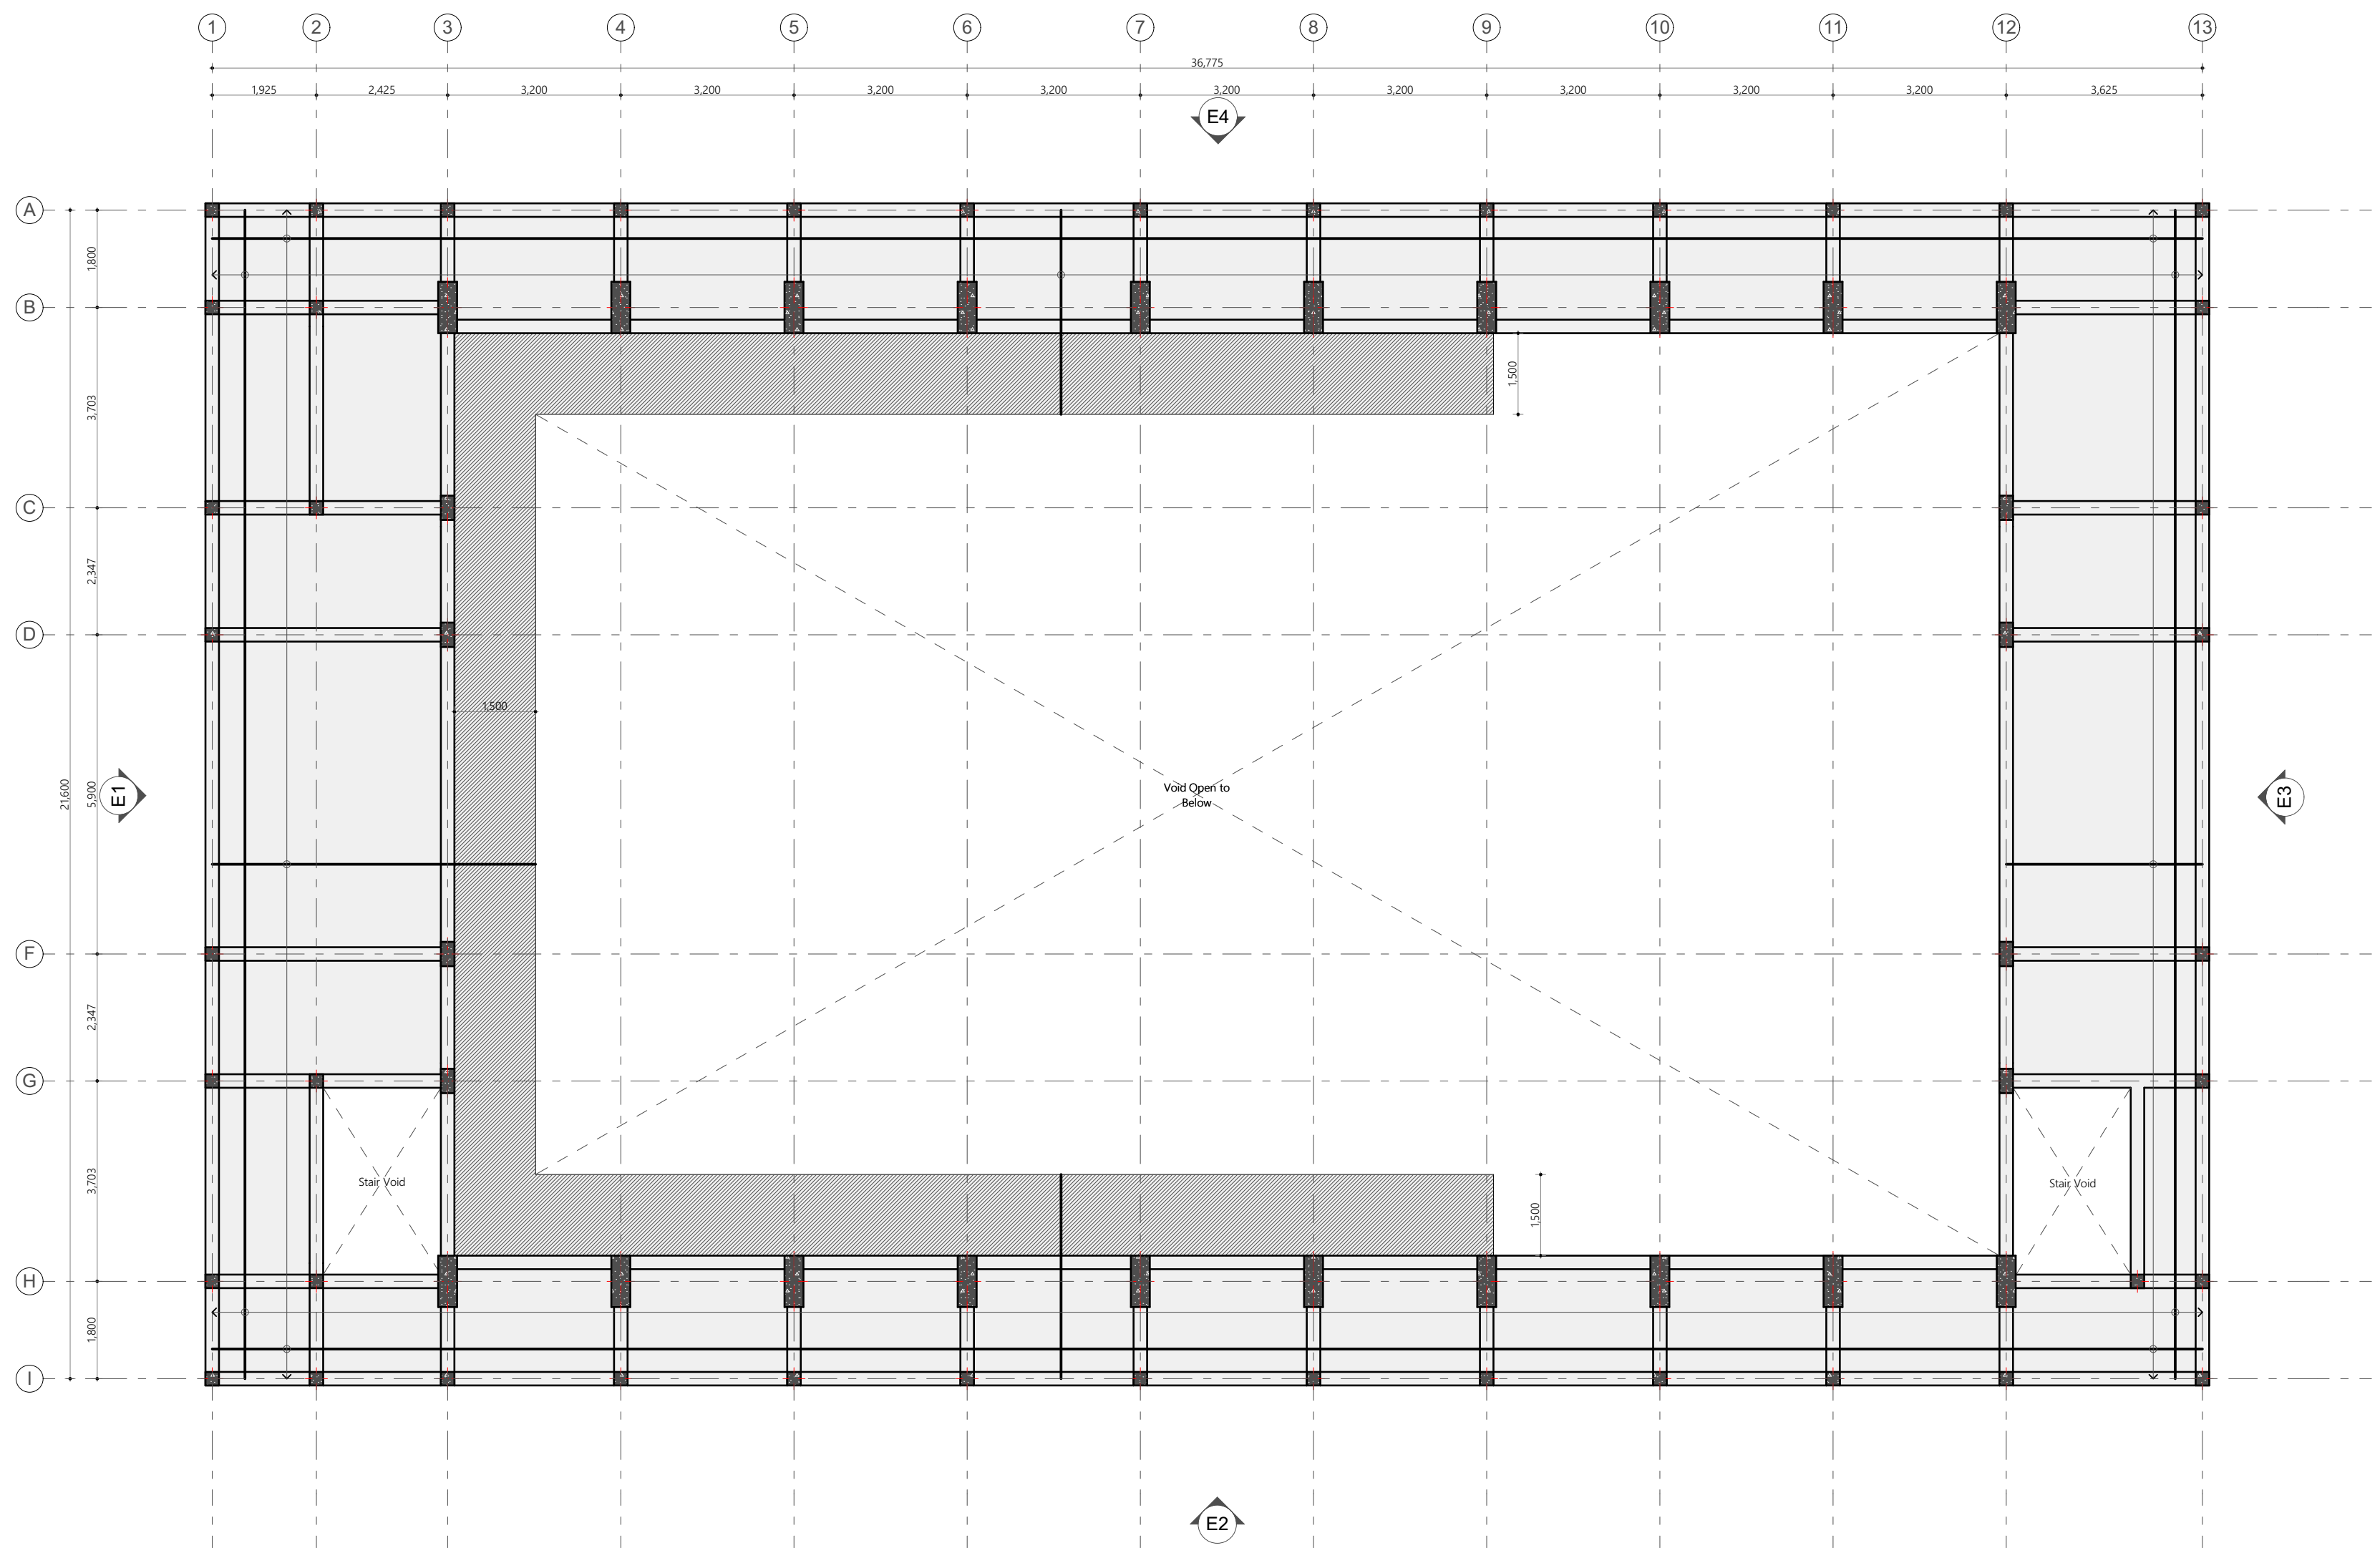 1 2 3 4 5 6 7 8 9 10 11 12 13
36,775
1,925 2,425 3,200 3,200 3,200 3,200 3,200 3,200 3,200 3,200 3,200 3,625
E4
A
1,800
B
1,500
3,703
C
2,347
D
1,500
21,600
5,900
E1
Void Open to
Below
E3
F
2,347
G
3,703
Stair Void
Stair Void
1,500
H
1,800
I
E2